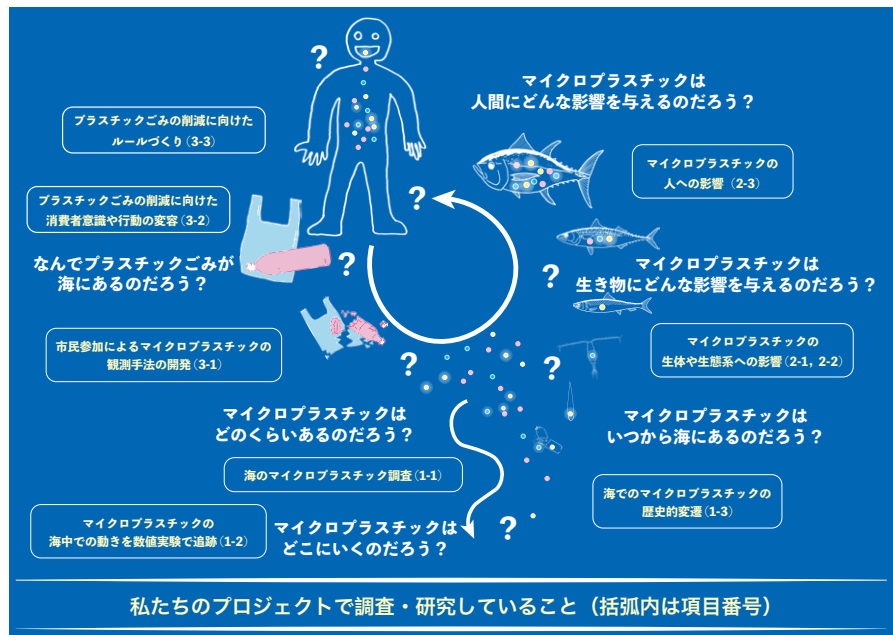 ?
マイクロプラスチックは
人間にどんな影響を与えるのだろう？
プラスチックごみの削減に向けた
ルールづくり（3-3）
マイクロプラスチックの
人への影響（2-3）
プラスチックごみの削減に向けた
消費者意識や行動の変容（3-2）
?
なんでプラスチックごみが
海にあるのだろう？
?
?
マイクロプラスチックは
生き物にどんな影響を与えるのだろう？
市民参加によるマイクロプラスチックの
観測手法の開発（3-1）
マイクロプラスチックの
生体や生態系への影響（2-1, 2-2）
?
?
マイクロプラスチックは
どのくらいあるのだろう？
マイクロプラスチックは
いつから海にあるのだろう？
海のマイクロプラスチック調査（1-1）
海でのマイクロプラスチックの
歴史的変遷（1-3）
マイクロプラスチックの
海中での動きを数値実験で追跡（1-2）
マイクロプラスチックは
どこにいくのだろう？
?
私たちのプロジェクトで調査・研究していること（括弧内は項目番号）